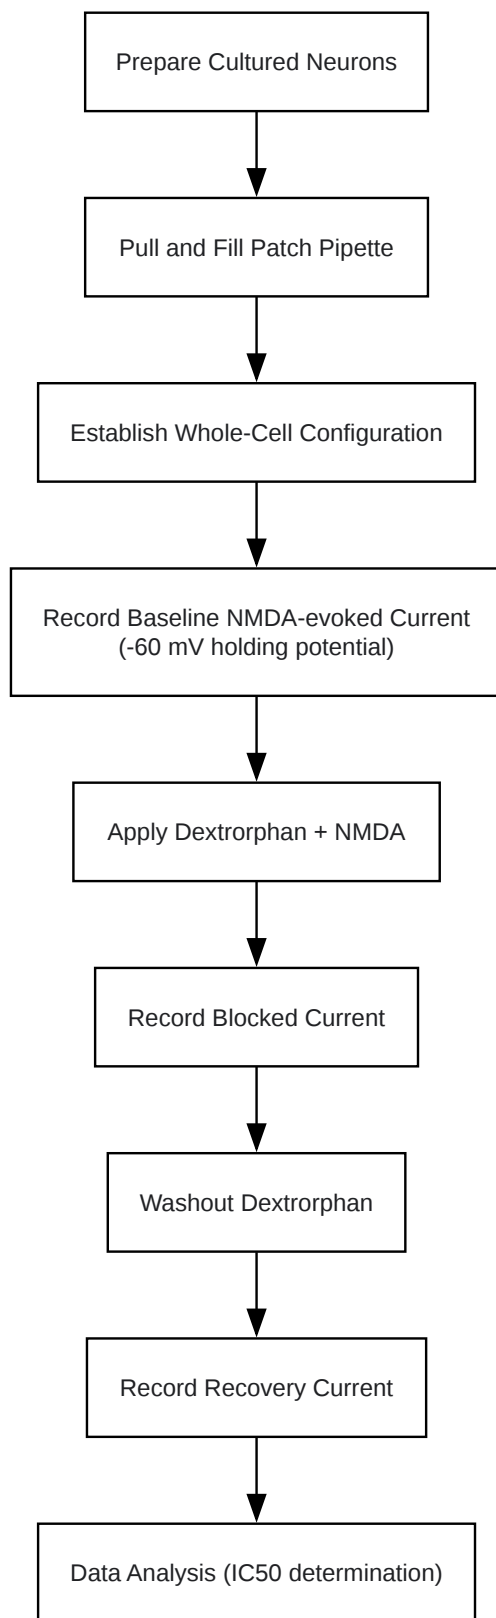 Prepare Cultured Neurons
Pull and Fill Patch Pipette
Establish Whole-Cell Configuration
Record Baseline NMDA-evoked Current
(-60 mV holding potential)
Apply Dextrorphan + NMDA
Record Blocked Current
Washout Dextrorphan
Record Recovery Current
Data Analysis (IC50 determination)